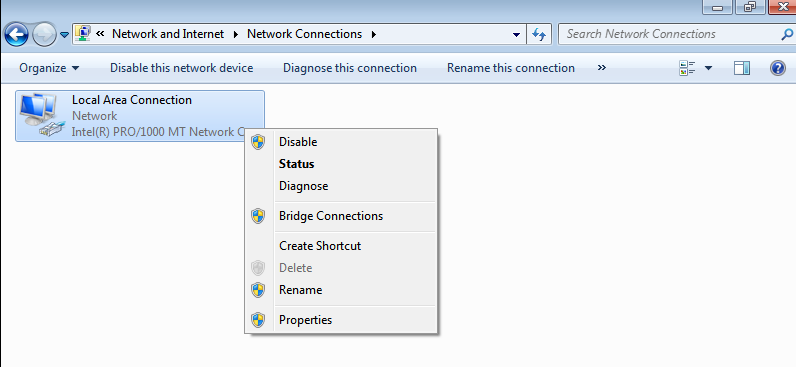 « Network and Internet Network Connections
Search Network Connections
Organize Disable this network device Diagnose this connection Rename this connection »
Local Area Connection
Network
Intel(R) PRO/1000 MT Network C
Disable
Status
Diagnose
Bridge Connections
Create Shortcut
Delete
Rename
Properties